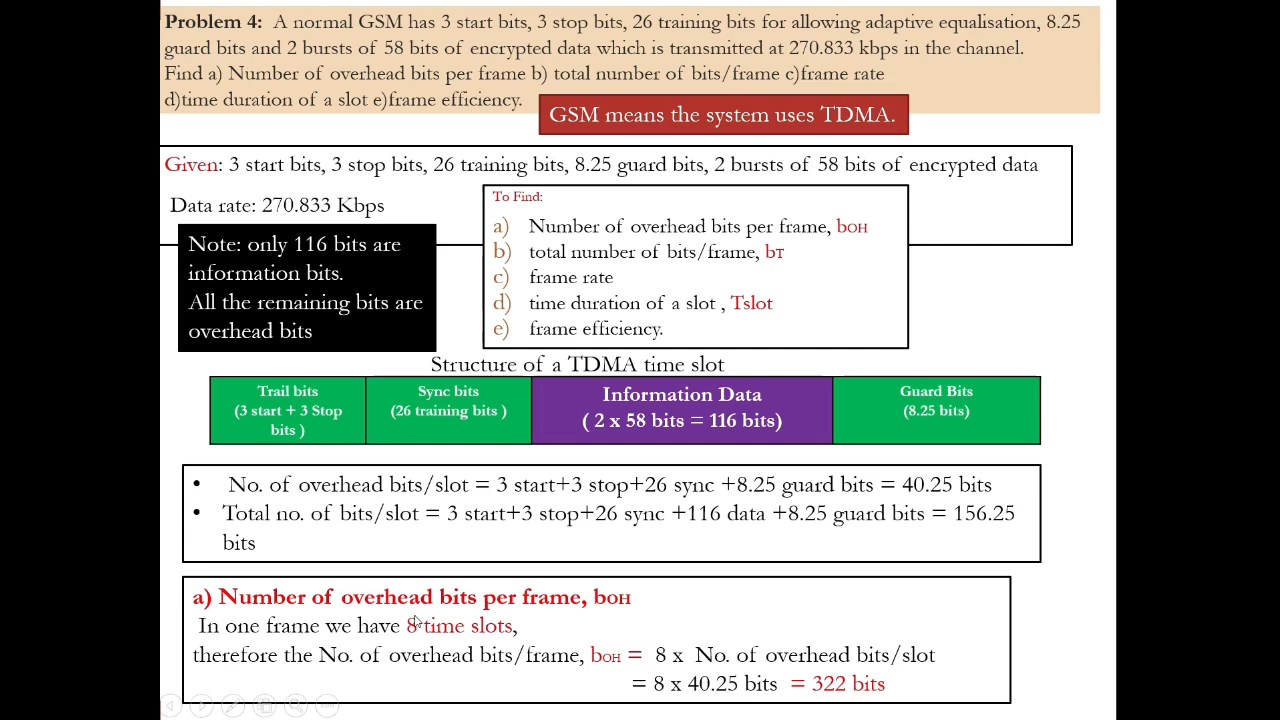 Problem 4: A normal GSM has 3 start bits, 3 stop bits, 26 training bits for allowing adaptive equalisation, 8.25
guard bits and 2 bursts of 58 bits of encrypted data which is transmitted at 270.833 kbps in the channel.
Find a) Number of overhead bits per frame b) total number of bits/frame c)frame rate
d)time duration of a slot e)frame efficiency.
GSM means the system uses TDMA.
Given: 3 start bits, 3 stop bits, 26 training bits, 8.25 guard bits, 2 bursts of 58 bits of encrypted data
Data rate: 270.833 Kbps
Note: only 116 bits are
information bits.
All the remaining bits are
overhead bits
To Find:
a) Number of overhead bits per frame, bOH
b) total number of bits/frame, bT
c) frame rate
d) time duration of a slot , Tslot
e) frame efficiency.
Structure of a TDMA time slot
Trail bits
(3 start + 3 Stop
bits )
Sync bits
(26 training bits )
Information Data
( 2 x 58 bits = 116 bits)
Guard Bits
(8.25 bits)
• No. of overhead bits/slot = 3 start+3 stop+26 sync +8.25 guard bits = 40.25 bits
• Total no. of bits/slot = 3 start+3 stop+26 sync +116 data +8.25 guard bits = 156.25
bits
a) Number of overhead bits per frame, bOH
In one frame we have 8 time slots,
therefore the No. of overhead bits/frame, bOH = 8 x No. of overhead bits/slot
= 8 x 40.25 bits = 322 bits